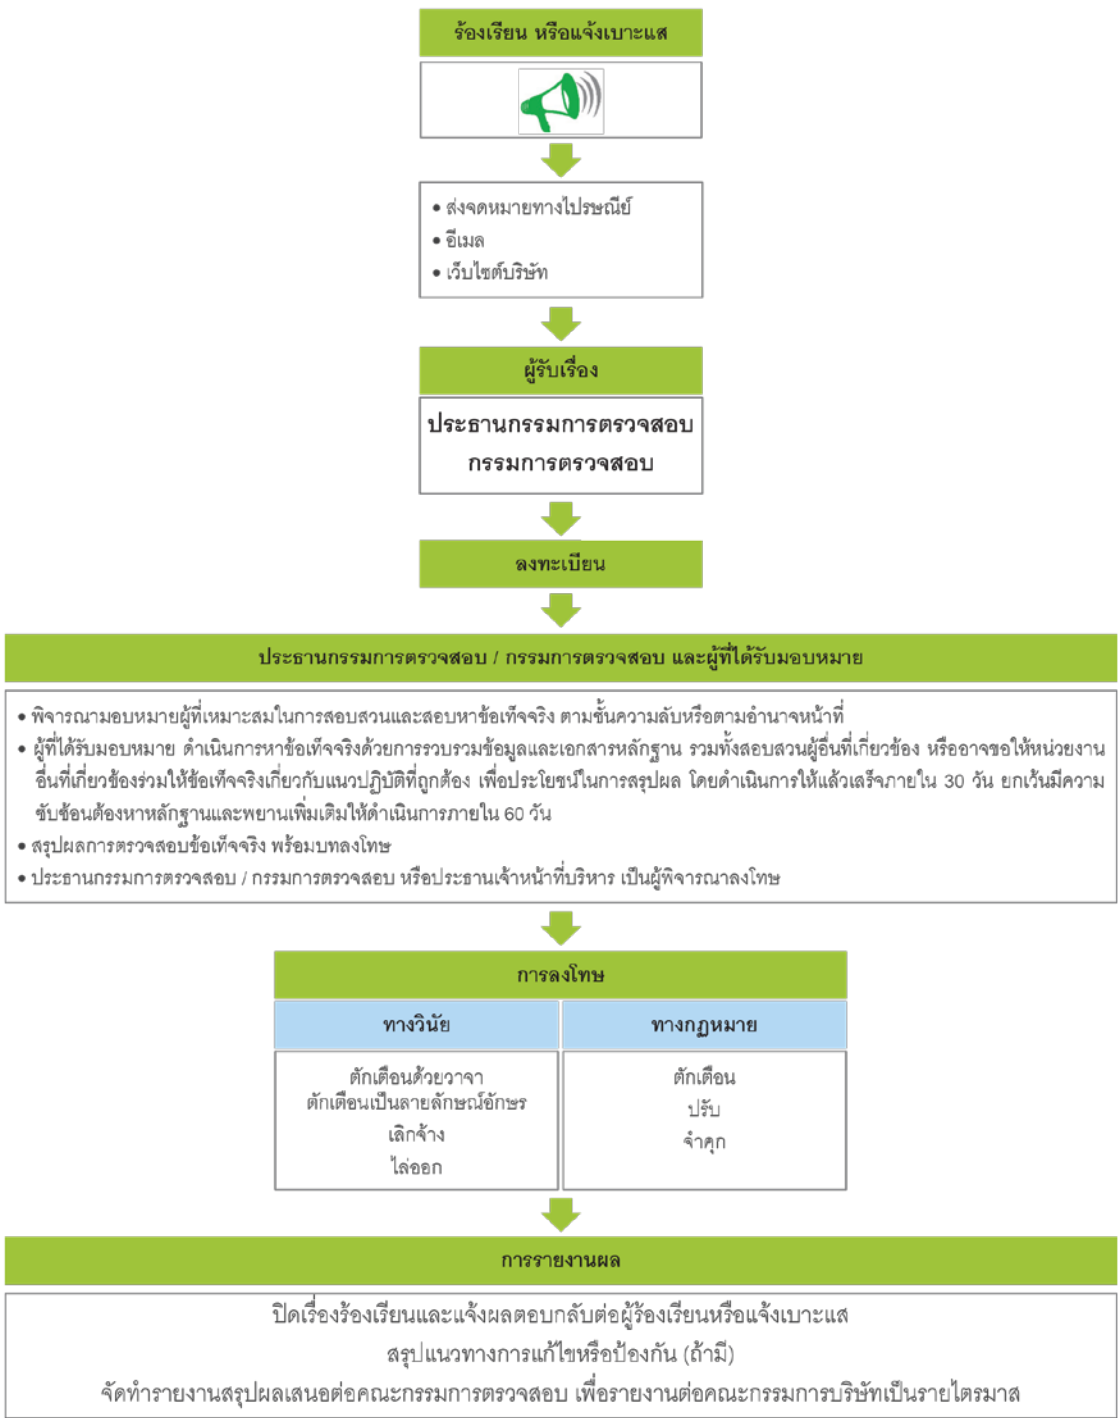 ร้องเรียน หรือแจ้งเบาะแส
• ส่งจดหมายทางไปรษณีย์
• อีเมล
• เว็บไซต์บริษัท
ผู้รับเรื่อง
ประธานกรรมการตรวจสอบ
กรรมการตรวจสอบ
ลงทะเบียน
ประธานกรรมการตรวจสอบ / กรรมการตรวจสอบ และผู้ที่ได้รับมอบหมาย
• พิจารณามอบหมายผู้ที่เหมาะสมในการสอบสวนและสอบหาข้อเท็จจริง ตามชั้นความลับหรือตามอำนาจหน้าที่
• ผู้ที่ได้รับมอบหมาย ดำเนินการหาข้อเท็จจริงด้วยการรวบรวมข้อมูลและเอกสารหลักฐาน รวมทั้งสอบสวนผู้อื่นที่เกี่ยวข้อง หรืออาจขอให้หน่วยงาน
อื่นที่เกี่ยวข้องร่วมให้ข้อเท็จจริงเกี่ยวกับแนวปฏิบัติที่ถูกต้อง เพื่อประโยชน์ในการสรุปผล โดยดำเนินการให้แล้วเสร็จภายใน 30 วัน ยกเว้นมีความ
ซับซ้อนต้องหาหลักฐานและพยานเพิ่มเติมให้ดำเนินการภายใน 60 วัน
• สรุปผลการตรวจสอบข้อเท็จจริง พร้อมบทลงโทษ
• ประธานกรรมการตรวจสอบ / กรรมการตรวจสอบ หรือประธานเจ้าหน้าที่บริหาร เป็นผู้พิจารณาลงโทษ
การลงโทษ
ทางวินัย
ตักเตือนด้วยวาจา
ตักเตือนเป็นลายลักษณ์อักษร
เลิกจ้าง
ไล่ออก
ทางกฎหมาย
ตักเตือน
ปรับ
จำคุก
การรายงานผล
ปิดเรื่องร้องเรียนและแจ้งผลตอบกลับต่อผู้ร้องเรียนหรือแจ้งเบาะแส
สรุปแนวทางการแก้ไขหรือป้องกัน (ถ้ามี)
จัดทำรายงานสรุปผลเสนอต่อคณะกรรมการตรวจสอบ เพื่อรายงานต่อคณะกรรมการบริษัทเป็นรายไตรมาส